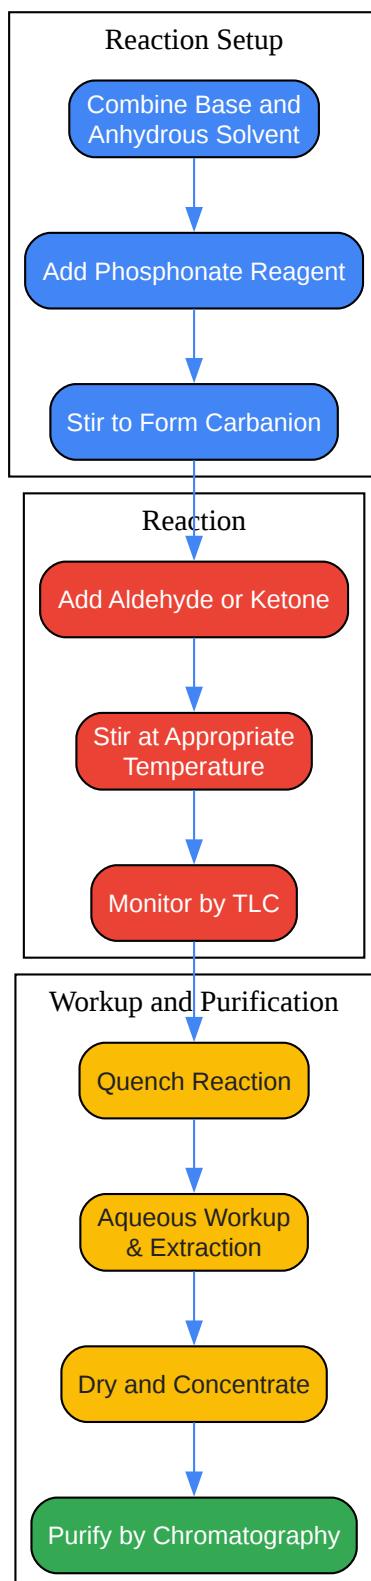 Reaction Setup
Combine Base and
Anhydrous Solvent
Add Phosphonate Reagent
Stir to Form Carbanion
Reaction
Add Aldehyde or Ketone
Stir at Appropriate
Temperature
Monitor by TLC
Workup and Purification
Quench Reaction
Aqueous Workup
& Extraction
Dry and Concentrate
Purify by Chromatography